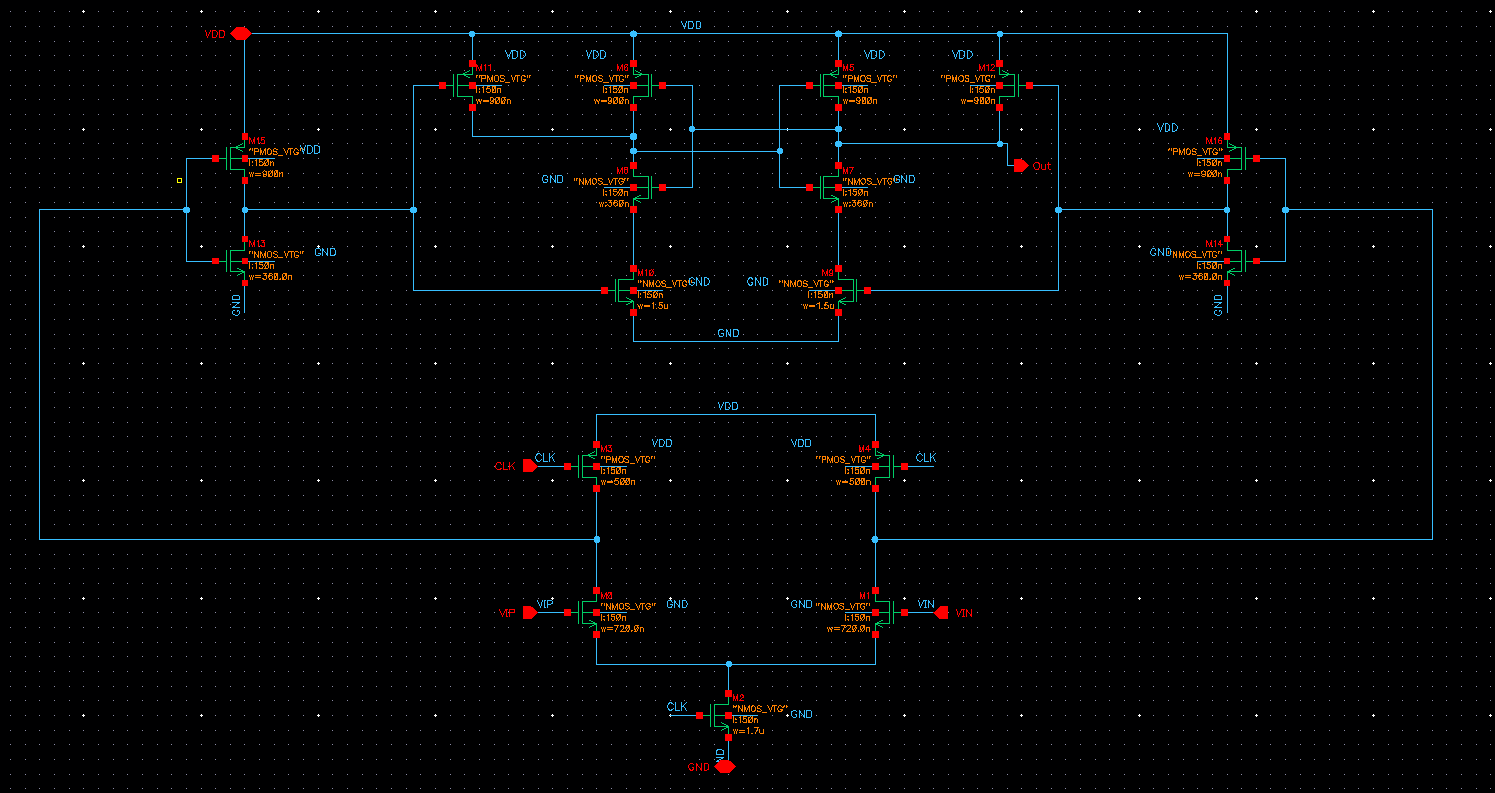 VDD
VDD
VDD
VDD
VDD
VDD
M11
"PMOS_VTG"
l:150n
w=900n
"PMOS_VTG"
l:150n
w=900n
M5
"PMOS_VTG"
l:150n
w=900n
M12
"PMOS_VTG"
l:150n
w=900n
M15
"PMOS_VTG"
l:150n
w=900n
VDD
VDD
M16
"PMOS_VTG"
l:150n
w=900n
Out
GND
"NMOS_VTG"
l:150n
w:360n
M7
"NMOS_VTG"
l:150n
w:360n
GND
M13
"NMOS_VTG"
l:150n
w=360.0n
GND
GND
M10
"NMOS_VTG"
l:150n
w=1.5u
GND
GND
M9
"NMOS_VTG"
l:150n
w=1.5u
GND
M14
"NMOS_VTG"
l:150n
w=360.0n
GND
GND
VDD
CLK
CLK
M3
"PMOS_VTG"
l:150n
w=500n
VDD
VDD
M4
"PMOS_VTG"
l:150n
w=500n
CLK
VIP
VIP
M0
"NMOS_VTG"
l:150n
w=720.0n
GND
GND
M1
"NMOS_VTG"
l:150n
w=720.0n
VIN
VIN
CLK
M2
"NMOS_VTG"
l:150n
w=1.7u
GND
GND